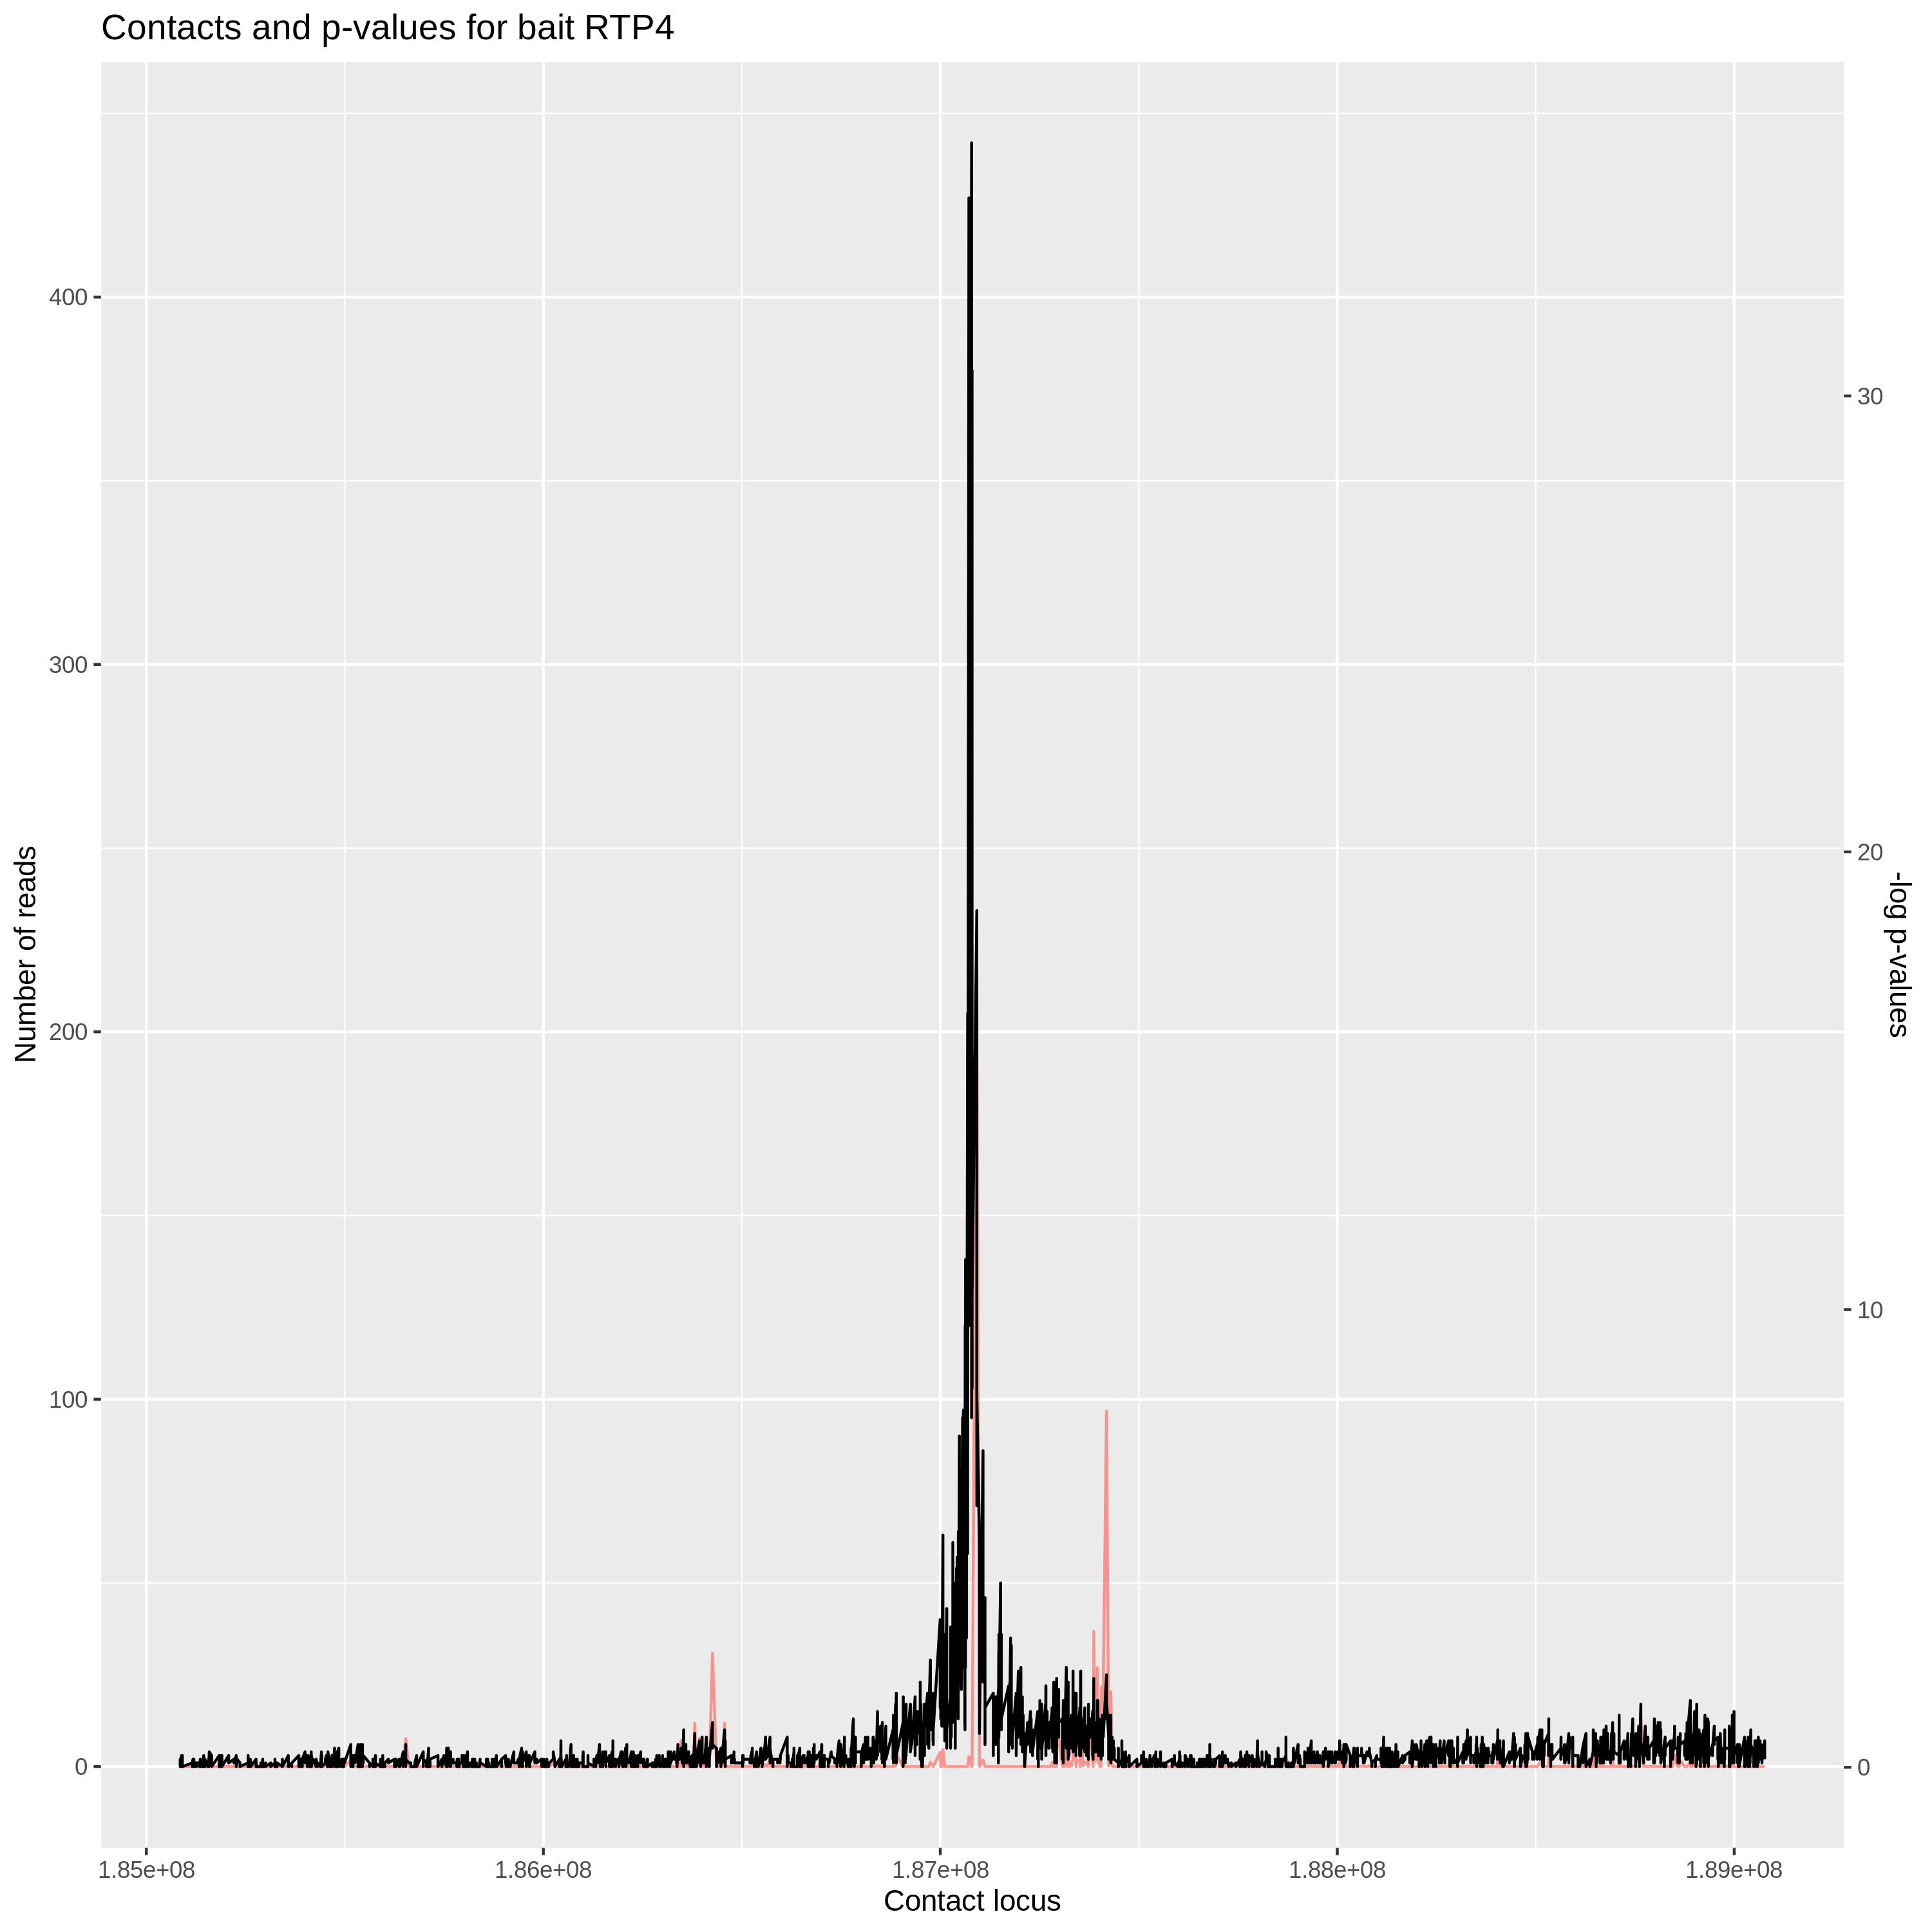 Contacts and p-values for bait RTP4
Number of reads
400
300
200
100
0
30
20
10
0
-log p-values
1.85e+08
1.86e+08
1.87e+08
1.88e+08
1.89e+08
Contact locus